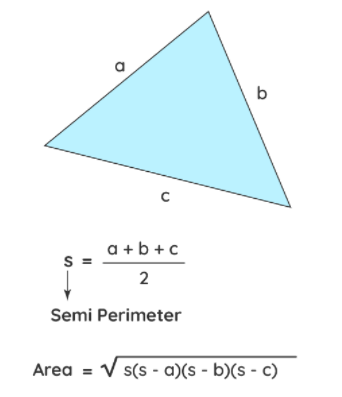 a
b
c
s = a + b + c
2
Semi Perimeter
Area = √ s(s - a)(s - b)(s - c)